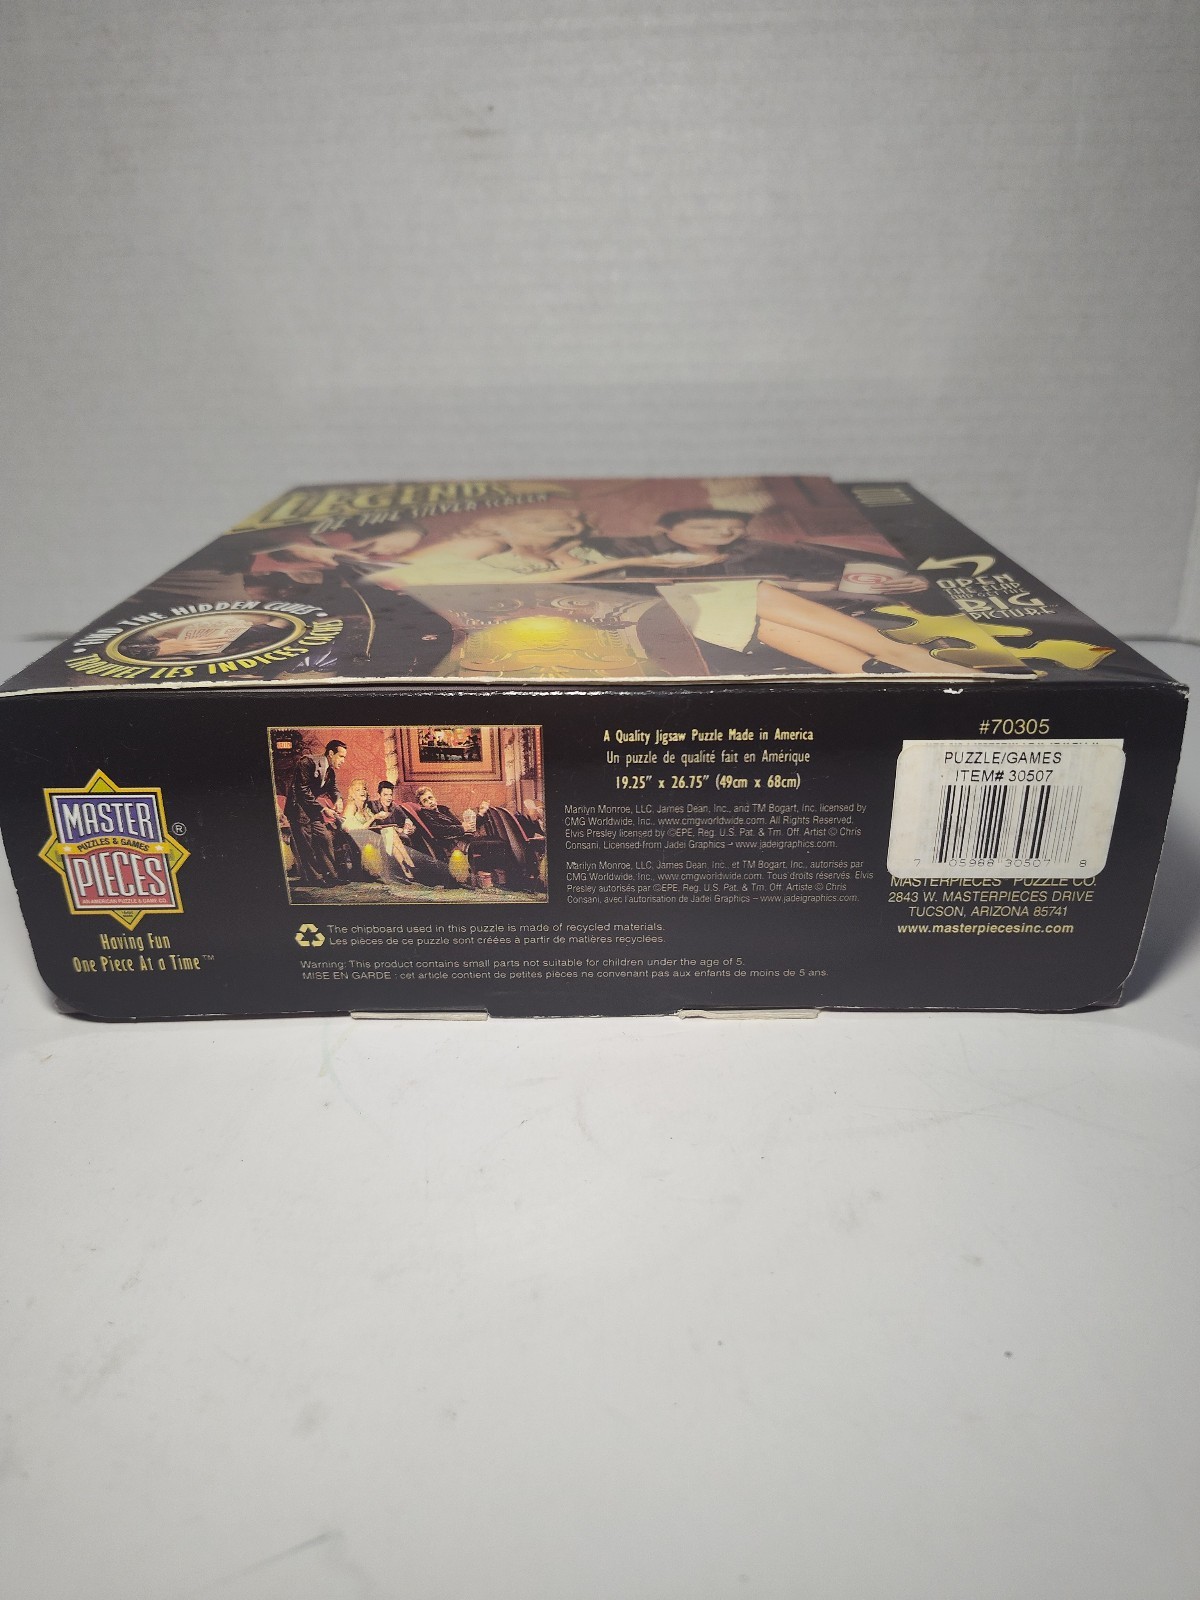 LEGENDS
OF THE SILVER SCREEN
OPEN
THE FLAP
AND SEE THE
BIG
PICTURE
• FIND THE HIDDEN CLUES •
TROUVEZ LES INDICES CACHÉS
MASTER
PUZZLES & GAMES
PIECES
AN AMERICAN PUZZLE & GAME CO.
®
Having Fun
One Piece At a Time™
A Quality Jigsaw Puzzle Made in America
Un puzzle de qualité fait en Amérique
19.25" x 26.75" (49cm x 68cm)
Marilyn Monroe, LLC, James Dean, Inc., and TM Bogart, Inc. licensed by
CMG Worldwide, Inc., www.cmgworldwide.com. All Rights Reserved.
Elvis Presley licensed by ©EPE, Reg. U.S. Pat. & Tm. Off. Artist © Chris
Consani, Licensed from Jadei Graphics – www.jadeigraphics.com.
Marilyn Monroe, LLC, James Dean, Inc., et TM Bogart, Inc., autorisés par
CMG Worldwide, Inc., www.cmgworldwide.com. Tous droits réservés. Elvis
Presley autorisés par ©EPE, Reg. U.S. Pat. & Tm. Off. Artiste © Chris
Consani, avec l'autorisation de Jadei Graphics – www.jadeigraphics.com.
The chipboard used in this puzzle is made of recycled materials.
Les pièces de ce puzzle sont créées à partir de matières recyclées.
Warning: This product contains small parts not suitable for children under the age of 5.
MISE EN GARDE : cet article contient de petites pièces ne convenant pas aux enfants de moins de 5 ans.
#70305
PUZZLE/GAMES
ITEM# 30507
7 05988 30507 8
MASTERPIECES® PUZZLE CO.
2843 W. MASTERPIECES DRIVE
TUCSON, ARIZONA 85741
www.masterpiecesinc.com